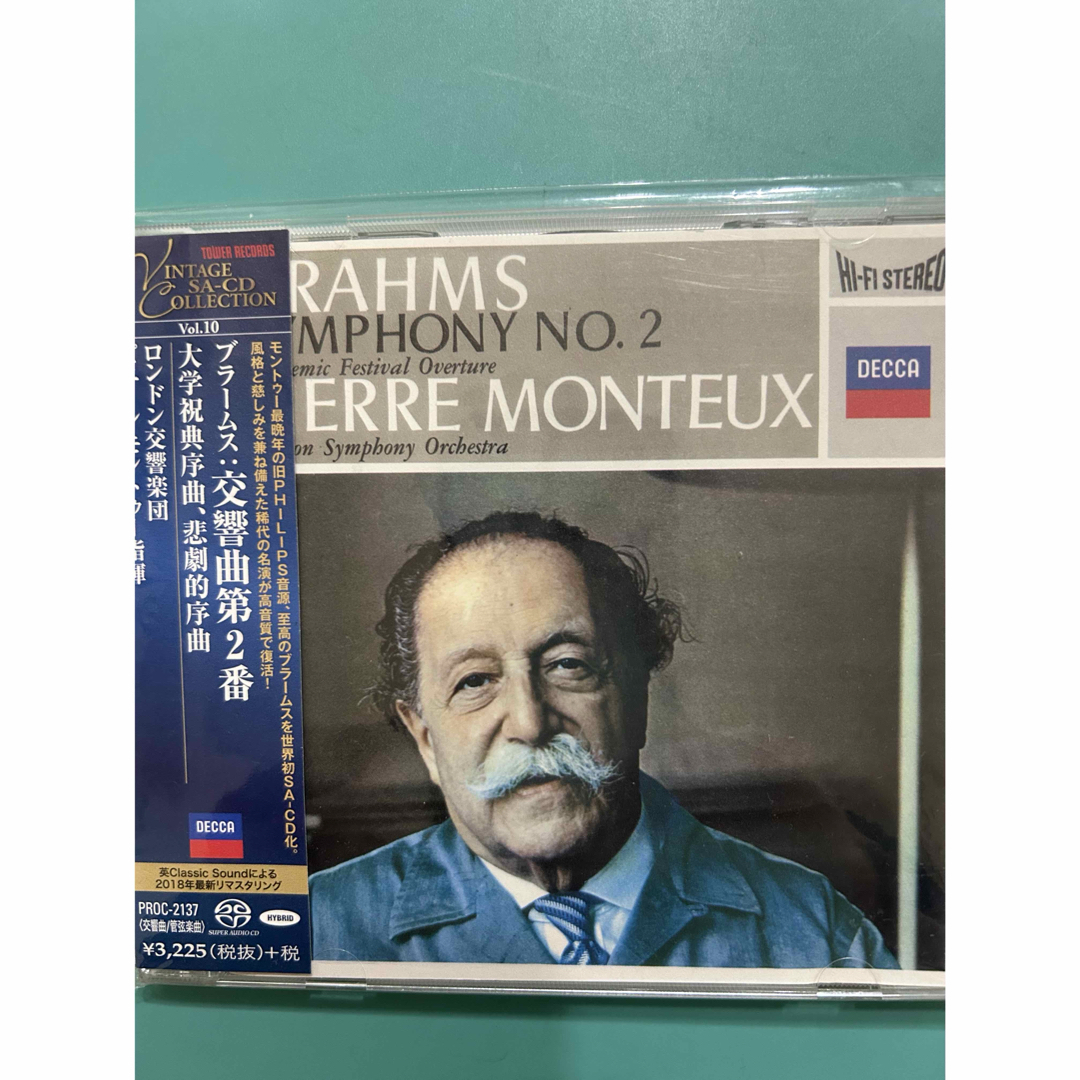 TOWER RECORDS
VINTAGE
SA-CD
COLLECTION
Vol.10
モントゥー最晩年の旧PHILIPS音源、至高のブラームスを世界初SA-CD化。
風格と慈しみを兼ね備えた稀代の名演が高音質で復活!
ブラームス:交響曲第2番
大学祝典序曲、悲劇的序曲
ロンドン交響楽団
指揮
DECCA
英Classic Soundによる
2018年最新リマスタリング
PROC-2137
〈交響曲/管弦楽曲〉
SUPER AUDIO CD
HYBRID
¥3,225(税抜)+税
RAHMS
YMPHONY NO. 2
emic Festival Overture
IERRE MONTEUX
on Symphony Orchestra
HI-FI STEREO
DECCA